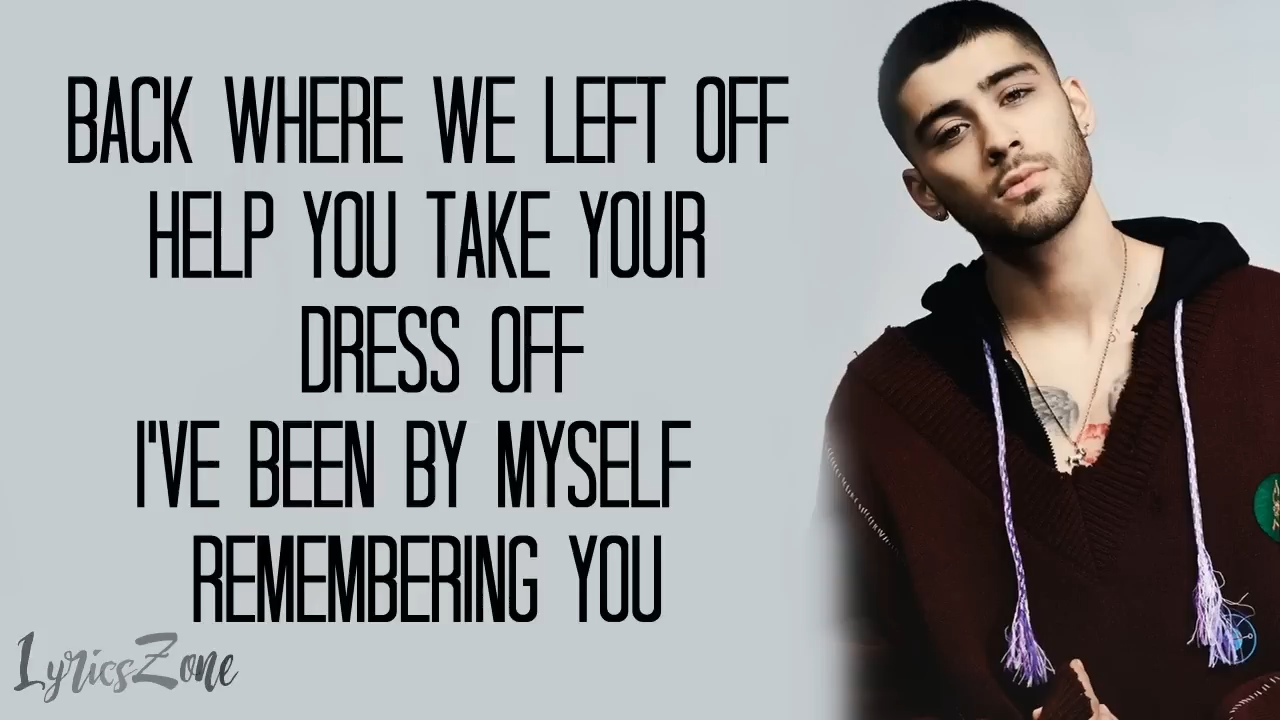 BACK WHERE WE LEFT OFF
HELP YOU TAKE YOUR
DRESS OFF
I'VE BEEN BY MYSELF
REMEMBERING YOU
LyricsZone